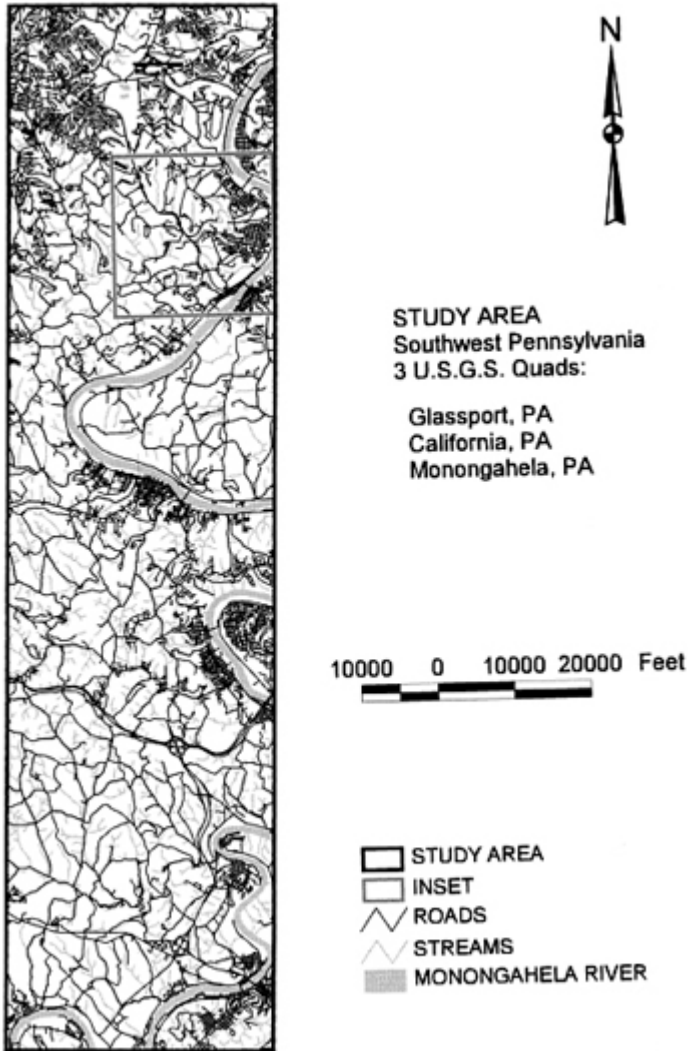 N
STUDY AREA
Southwest Pennsylvania
3 U.S.G.S. Quads:
Glassport, PA
California, PA
Monongahela, PA
10000 0 10000 20000 Feet
STUDY AREA
INSET
ROADS
STREAMS
MONONGAHELA RIVER